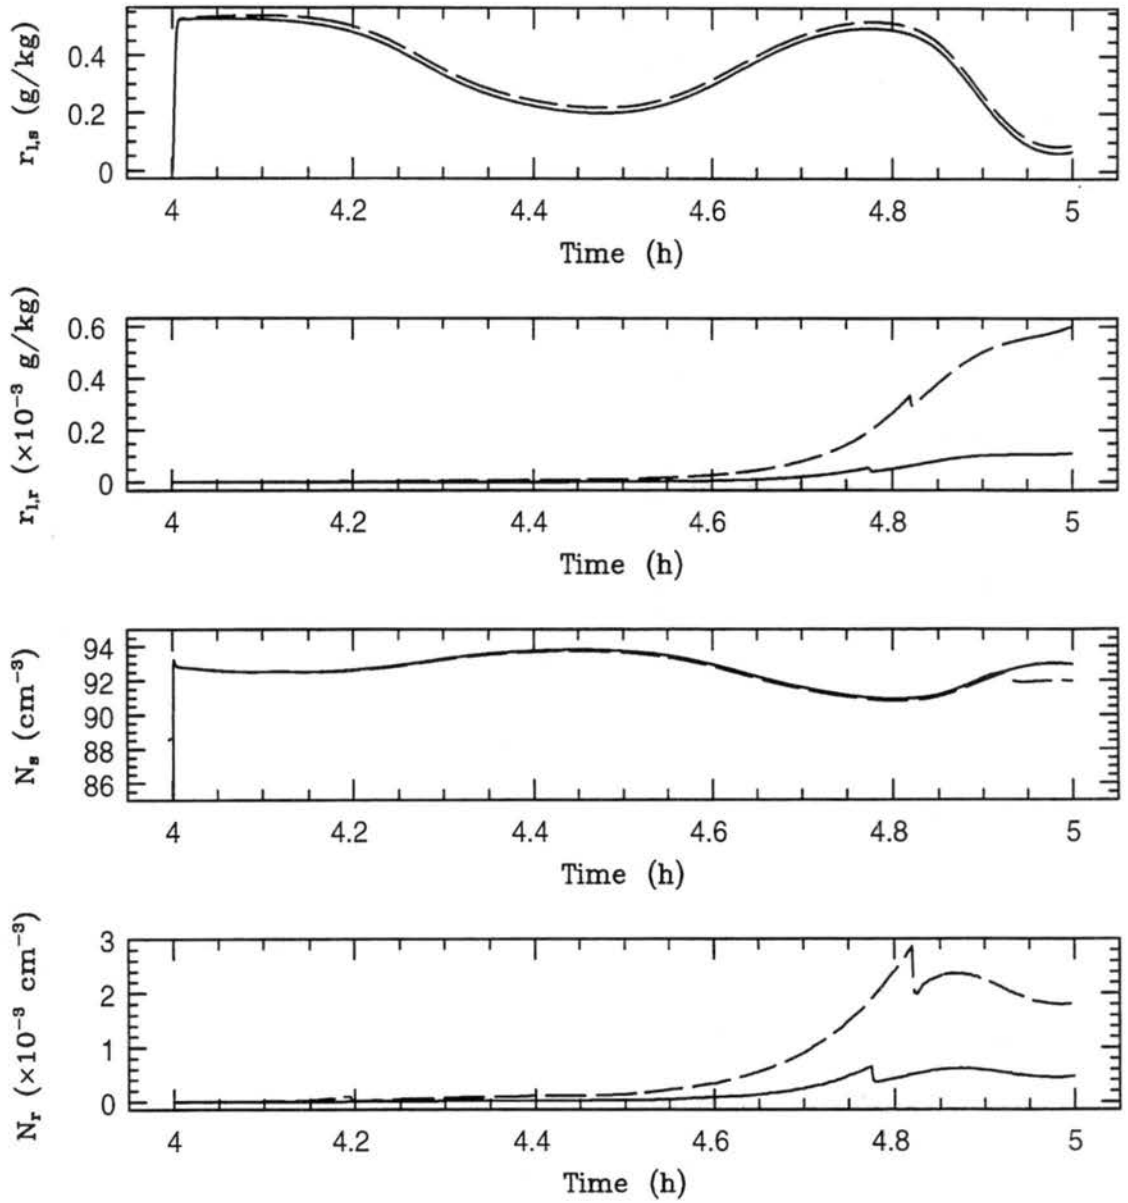 r₁,ₛ (g/kg)
0.4
0.2
0
4 4.2 4.4 4.6 4.8 5
Time (h)
r₁,ᵣ (×10⁻³ g/kg)
0.6
0.4
0.2
0
4 4.2 4.4 4.6 4.8 5
Time (h)
Nₛ (cm⁻³)
94
92
90
88
86
4 4.2 4.4 4.6 4.8 5
Time (h)
Nᵣ (×10⁻³ cm⁻³)
3
2
1
0
4 4.2 4.4 4.6 4.8 5
Time (h)